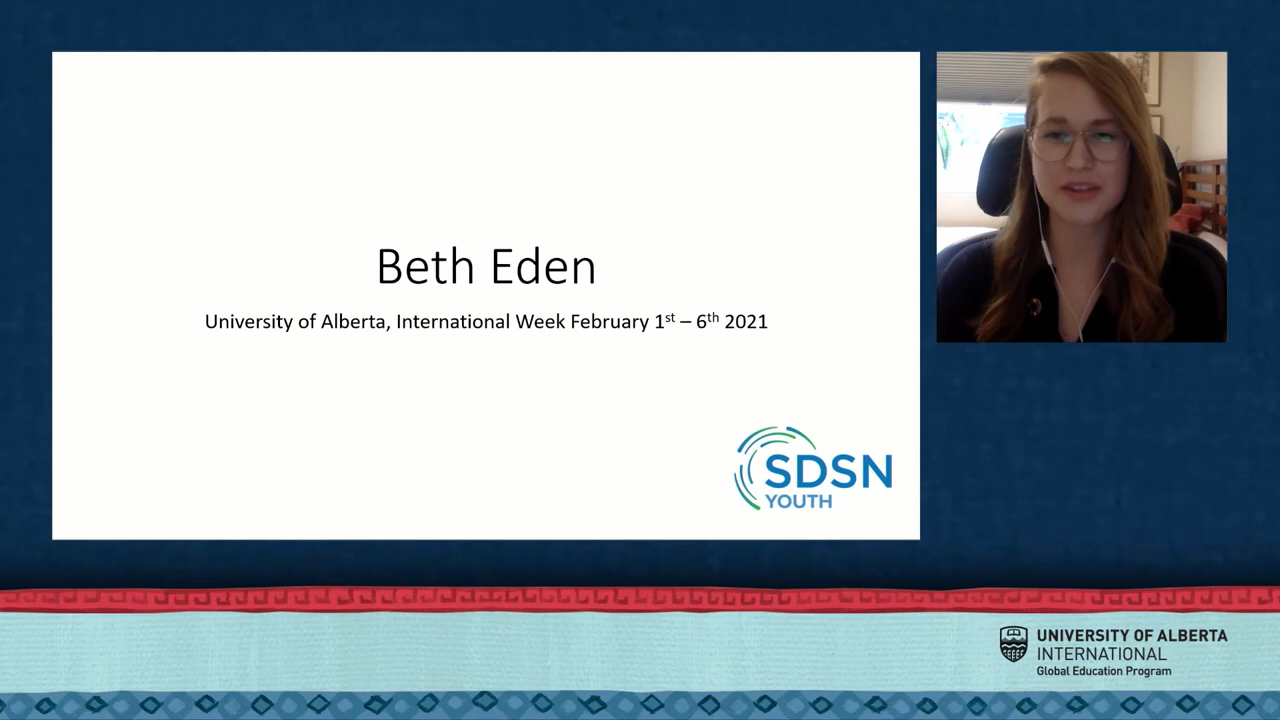 Beth Eden
University of Alberta, International Week February 1st – 6th 2021
SDSN
YOUTH
UNIVERSITY OF ALBERTA
INTERNATIONAL
Global Education Program